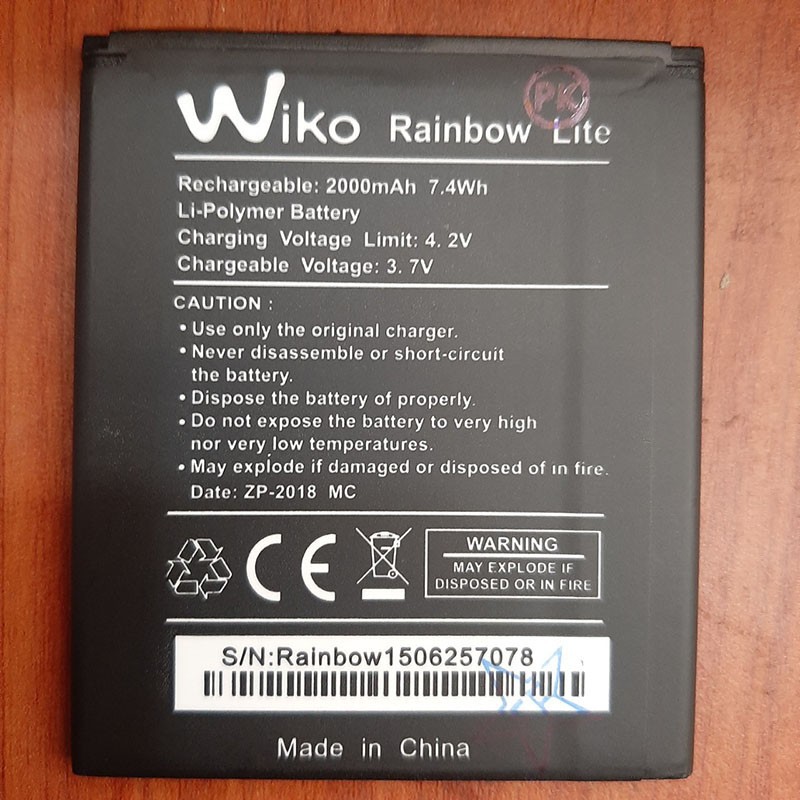 Wiko Rainbow Lite
PK
Rechargeable: 2000mAh 7.4Wh
Li-Polymer Battery
Charging Voltage Limit: 4. 2V
Chargeable Voltage: 3. 7V
CAUTION :
• Use only the original charger.
• Never disassemble or short-circuit
the battery.
• Dispose the battery of properly.
• Do not expose the battery to very high
nor very low temperatures.
• May explode if damaged or disposed of in fire.
Date: ZP-2018 MC
CE
WARNING
MAY EXPLODE IF
DISPOSED OR IN FIRE
S/N:Rainbow1506257078
Made in China